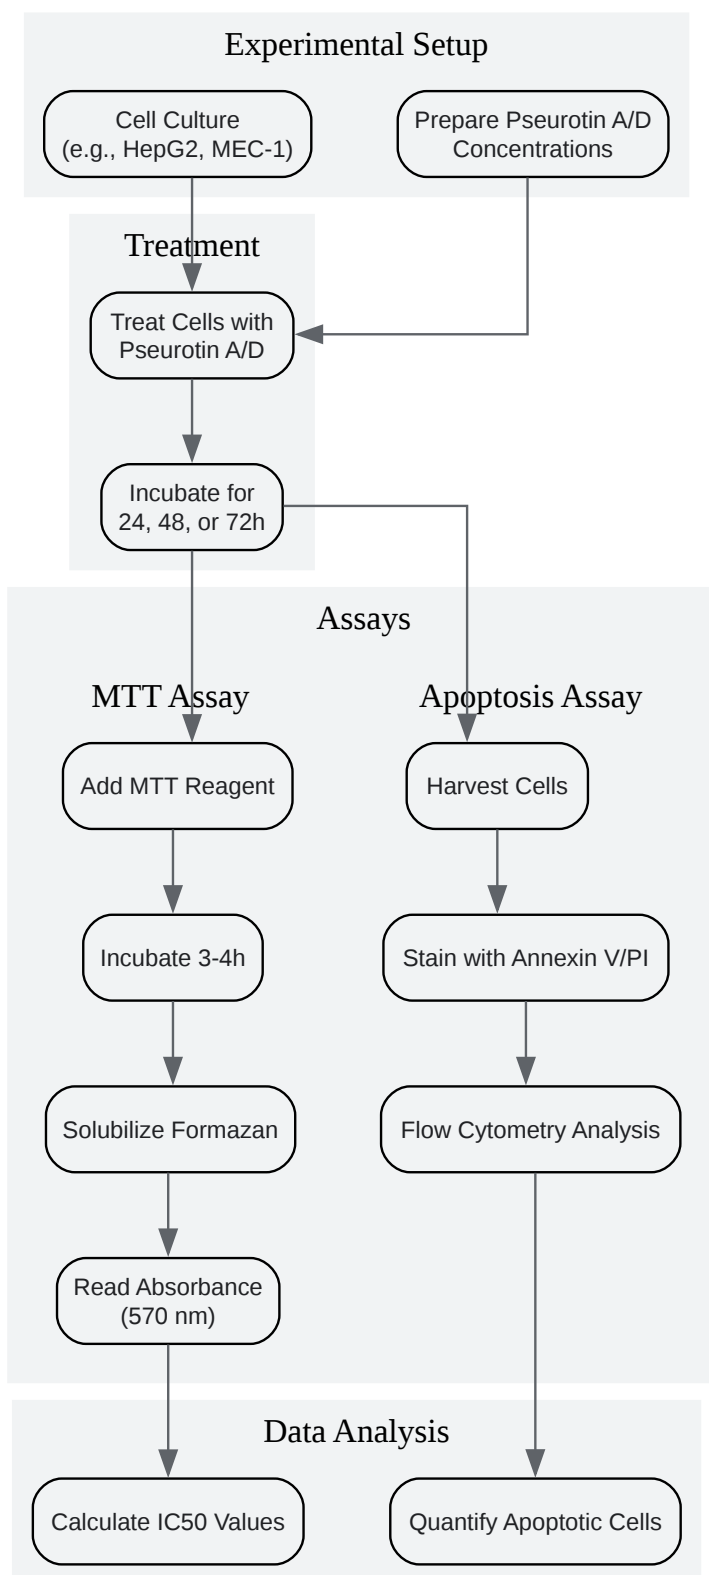 Experimental Setup
Cell Culture
(e.g., HepG2, MEC-1)
Prepare Pseurotin A/D
Concentrations
Treatment
Treat Cells with
Pseurotin A/D
Incubate for
24, 48, or 72h
Assays
MTT Assay
Add MTT Reagent
Incubate 3-4h
Solubilize Formazan
Read Absorbance
(570 nm)
Apoptosis Assay
Harvest Cells
Stain with Annexin V/PI
Flow Cytometry Analysis
Data Analysis
Calculate IC50 Values
Quantify Apoptotic Cells